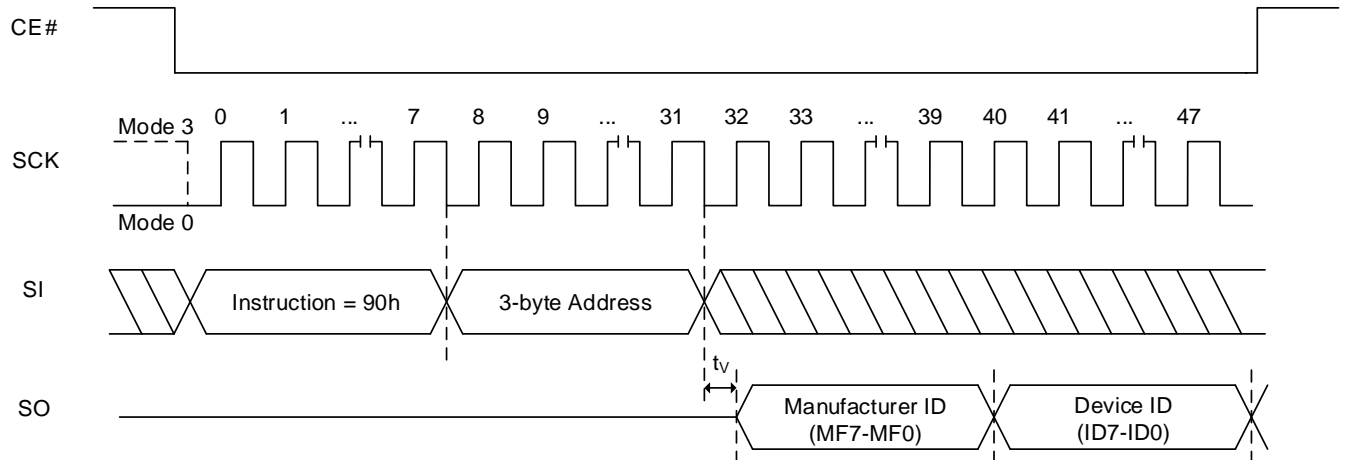 CE#
Mode 3
0 1 ... 7 8 9 ... 31 32 33 ... 39 40 41 ... 47
SCK
Mode 0
SI
Instruction = 90h
3-byte Address
tV
SO
Manufacturer ID
(MF7-MF0)
Device ID
(ID7-ID0)